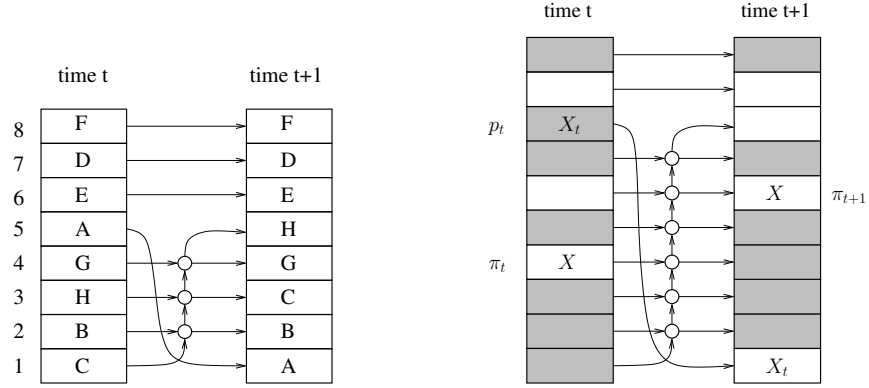 time t time t+1
8 F F
7 D D
6 E E
5 A H
4 G G
3 H C
2 B B
1 C A
time t time t+1
p_t X_t
X π_{t+1}
π_t X
X_t